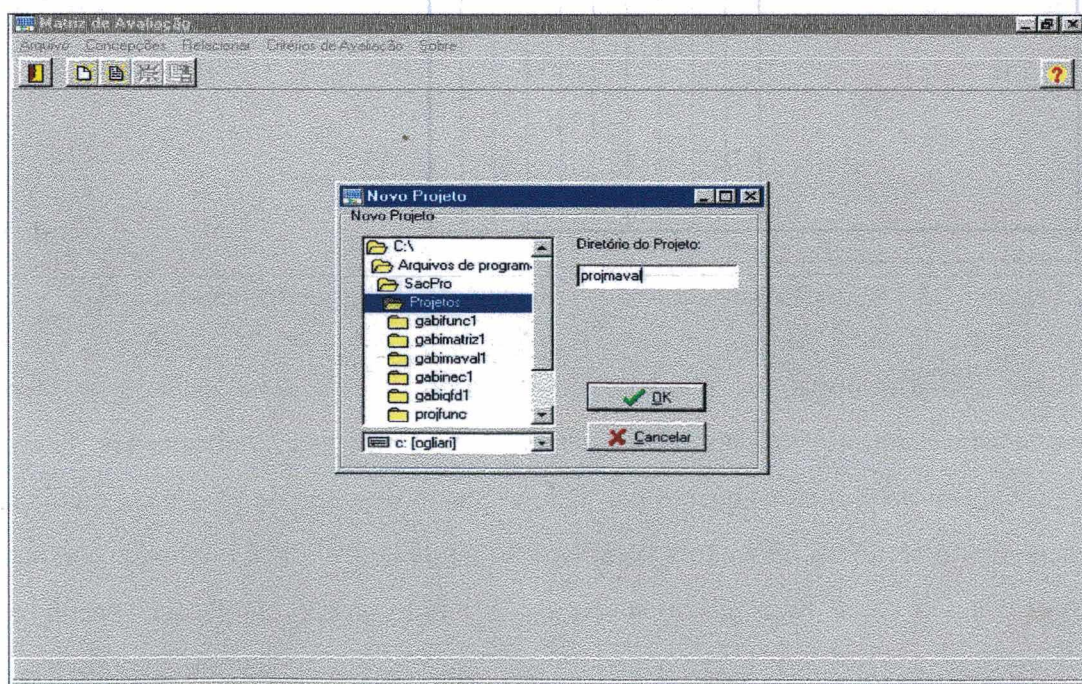 Matriz de Avaliação
Arquivo Concepções Relacionar Critérios de Avaliação Sobre
Novo Projeto
Novo Projeto
C:\
Arquivos de program
SacPro
Projetos
gabifunc1
gabimatriz1
gabimaval1
gabinec1
gabiqfd1
projfunc
c: [ogliari]
Diretório do Projeto:
projmaval
OK
Cancelar